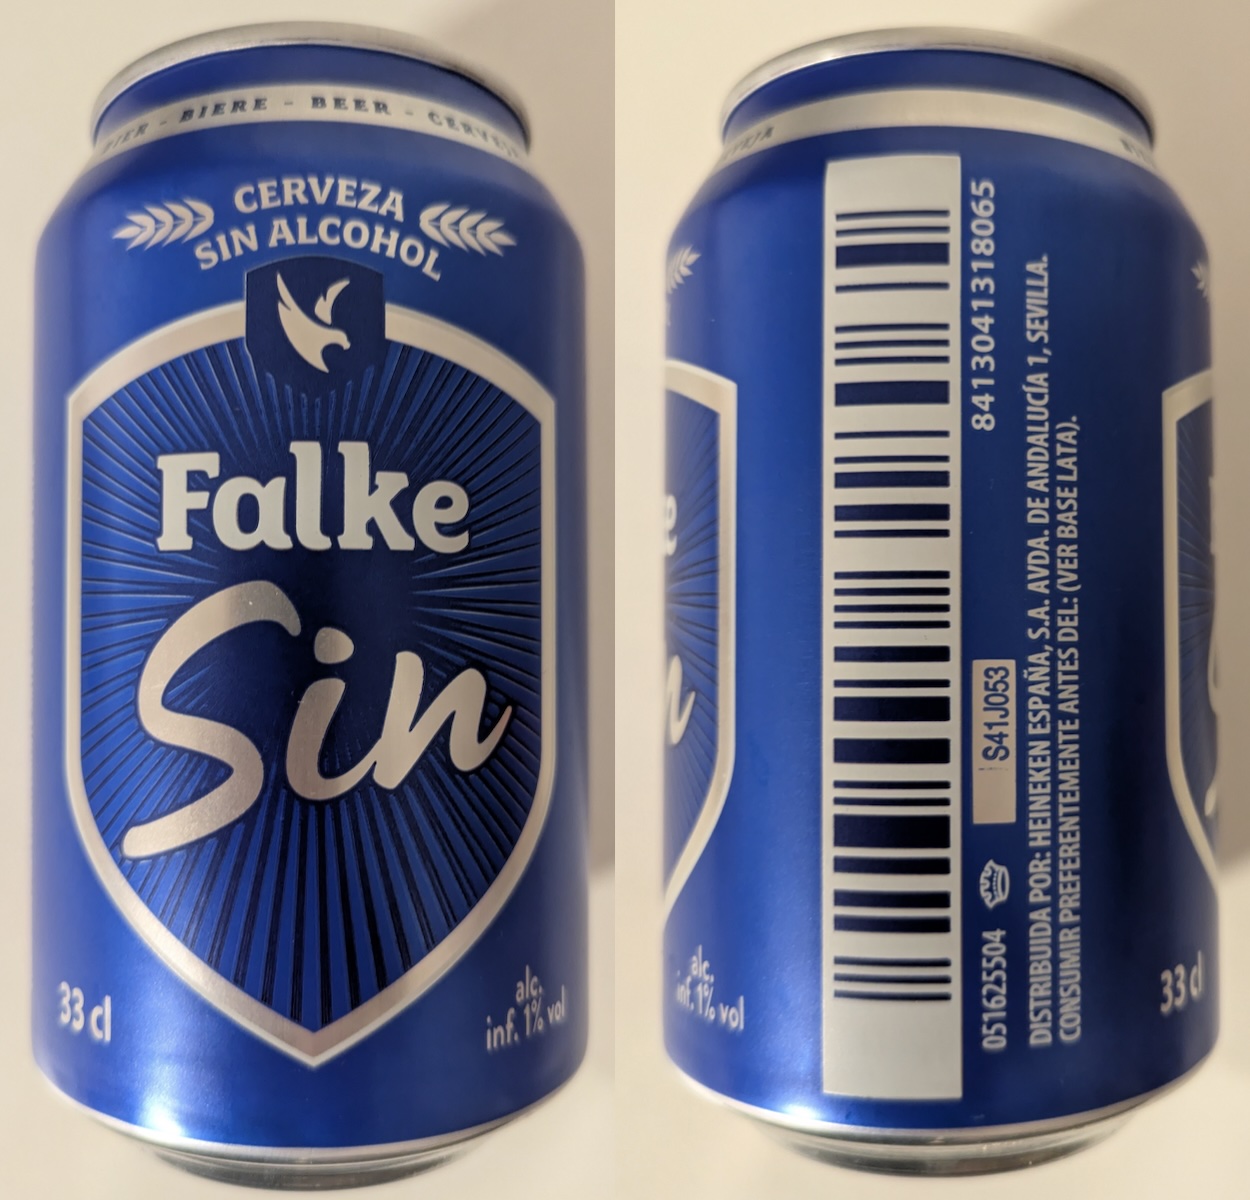 BIER - BIERE - BEER - CERVEJA
CERVEZA
SIN ALCOHOL
Falke
Sin
33 cl
alc.
inf. 1% vol
8413041318065
051625504
S41J053
DISTRIBUIDA POR: HEINEKEN ESPAÑA, S.A. AVDA. DE ANDALUCÍA 1, SEVILLA.
CONSUMIR PREFERENTEMENTE ANTES DEL: (VER BASE LATA).
alc.
inf. 1% vol
33 cl